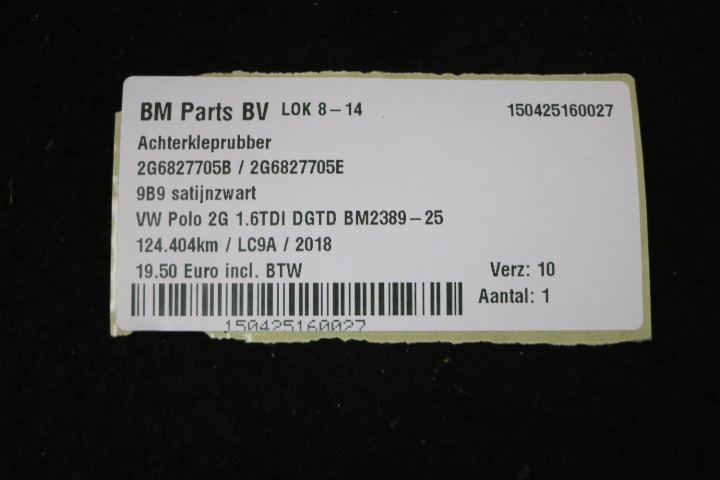 BM Parts BV LOK 8-14 150425160027
Achterkleprubber
2G6827705B / 2G6827705E
9B9 satijnzwart
VW Polo 2G 1.6TDI DGTD BM2389-25
124.404km / LC9A / 2018
19.50 Euro incl. BTW Verz: 10
Aantal: 1
150425160027